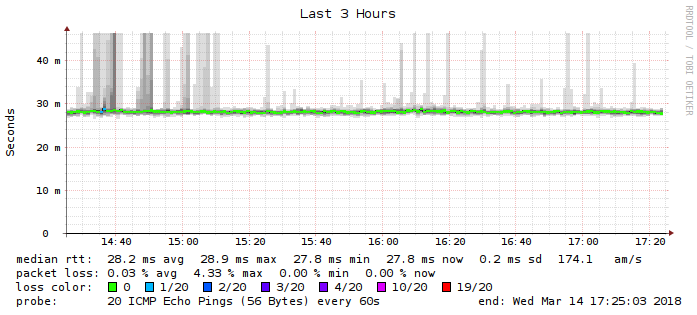 Last 3 Hours
RRDTOOL / TOBI OETIKER
Seconds
40 m
30 m
20 m
10 m
0
14:40 15:00 15:20 15:40 16:00 16:20 16:40 17:00 17:20
median rtt: 28.2 ms avg 28.9 ms max 27.8 ms min 27.8 ms now 0.2 ms sd 174.1 am/s
packet loss: 0.03 % avg 4.33 % max 0.00 % min 0.00 % now
loss color: 0 1/20 2/20 3/20 4/20 10/20 19/20
probe: 20 ICMP Echo Pings (56 Bytes) every 60s end: Wed Mar 14 17:25:03 2018